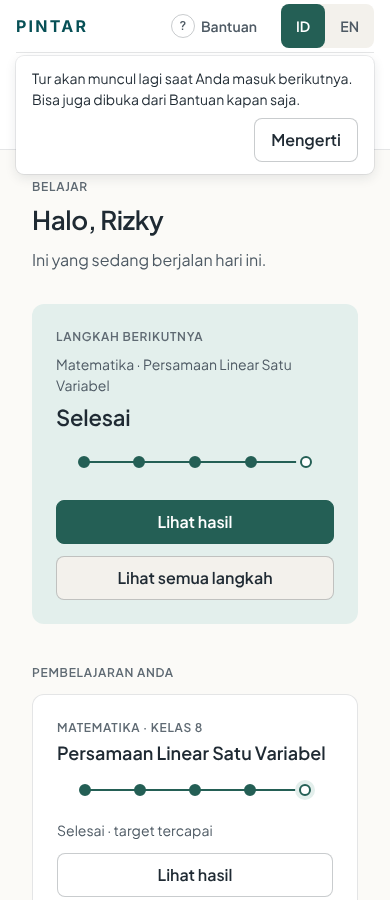 PINTAR
? Bantuan
ID
EN
Tur akan muncul lagi saat Anda masuk berikutnya.
Bisa juga dibuka dari Bantuan kapan saja.
Mengerti
BELAJAR
Halo, Rizky
Ini yang sedang berjalan hari ini.
LANGKAH BERIKUTNYA
Matematika · Persamaan Linear Satu
Variabel
Selesai
Lihat hasil
Lihat semua langkah
PEMBELAJARAN ANDA
MATEMATIKA · KELAS 8
Persamaan Linear Satu Variabel
Selesai · target tercapai
Lihat hasil